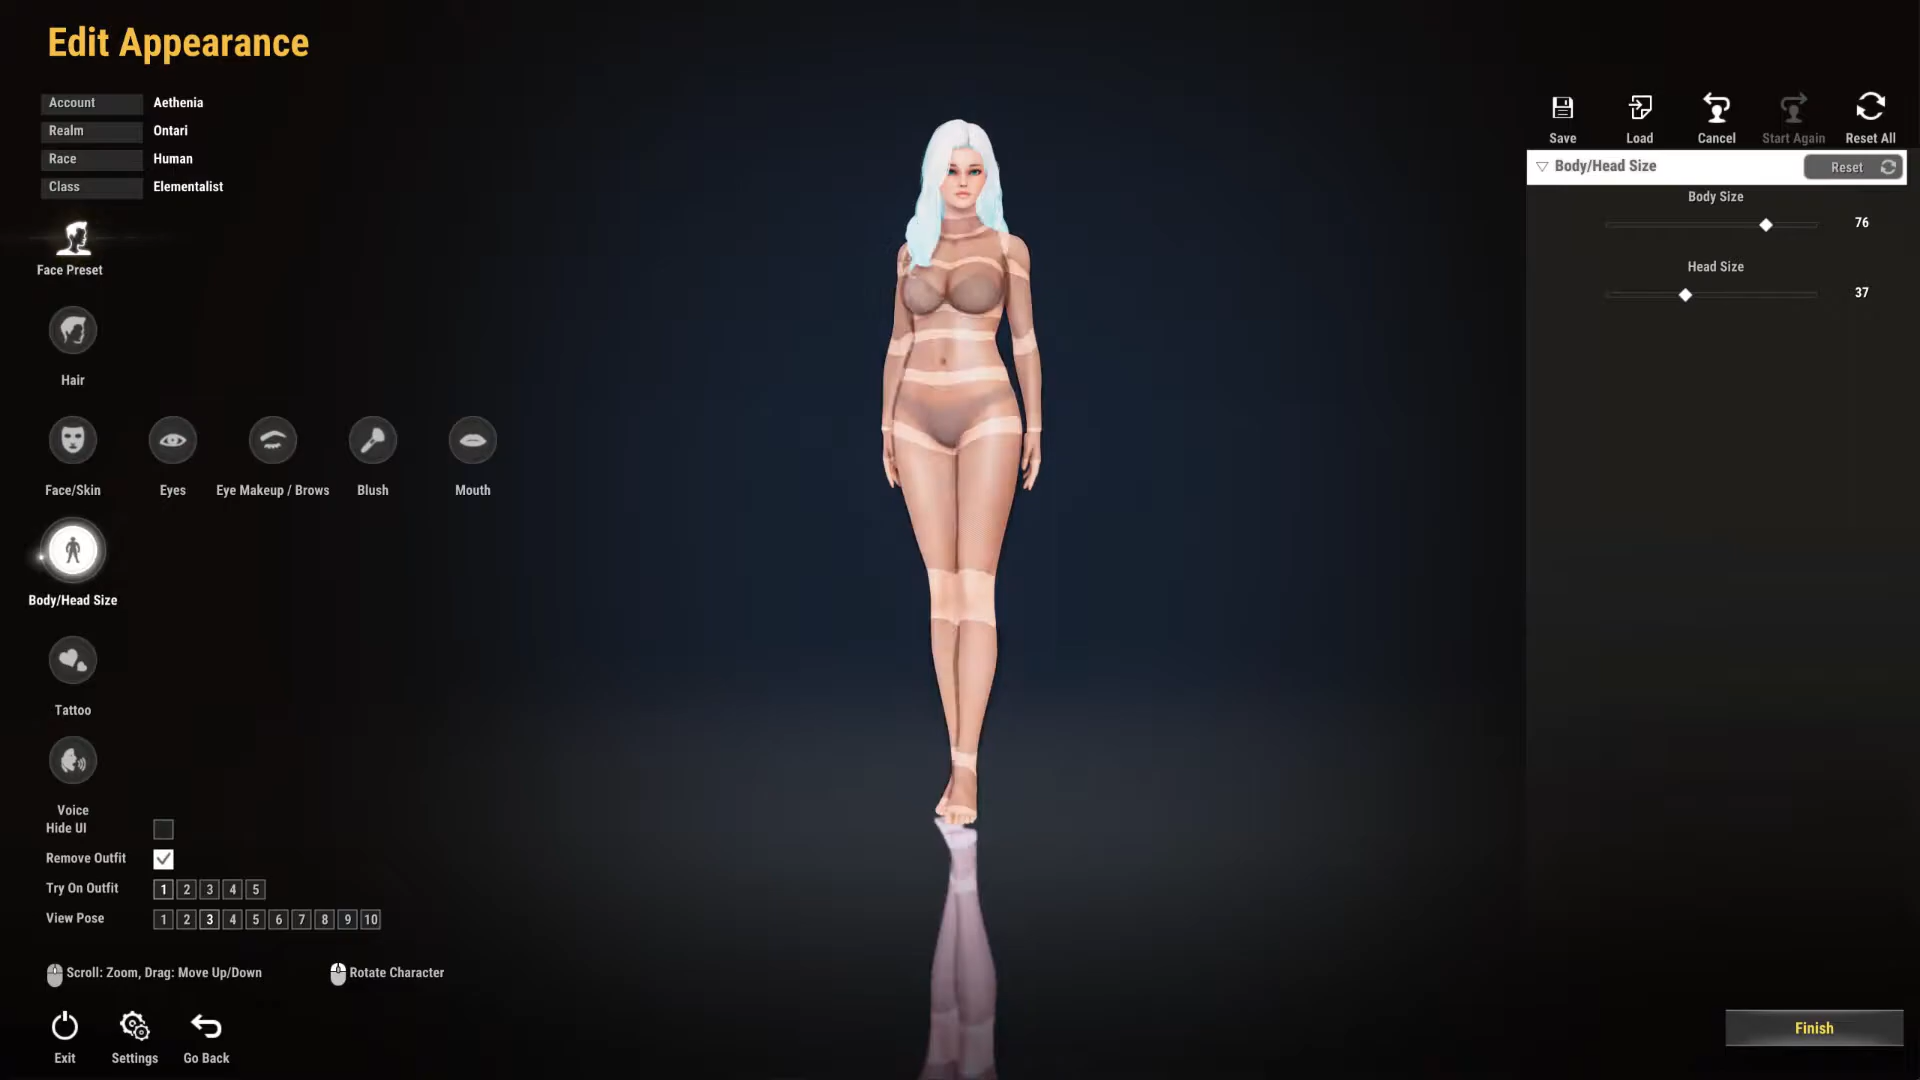 Edit Appearance
Account Aethenia
Realm Ontari
Race Human
Class Elementalist
Face Preset
Hair
Face/Skin Eyes Eye Makeup / Brows Blush Mouth
Body/Head Size
Tattoo
Voice
Hide UI
Remove Outfit
Try On Outfit 1 2 3 4 5
View Pose 1 2 3 4 5 6 7 8 9 10
Scroll: Zoom, Drag: Move Up/Down Rotate Character
Exit Settings Go Back
Save Load Cancel Start Again Reset All
Body/Head Size Reset
Body Size
76
Head Size
37
Finish